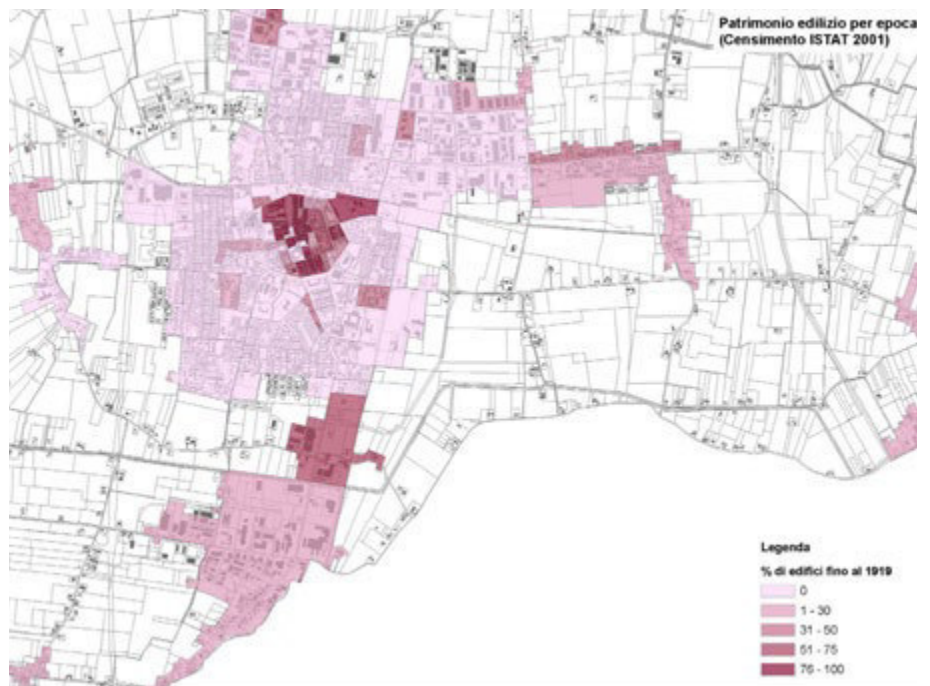 Patrimonio edilizio per epoca
(Censimento ISTAT 2001)
Legenda
% di edifici fino al 1919
0
1 - 30
31 - 50
51 - 75
76 - 100